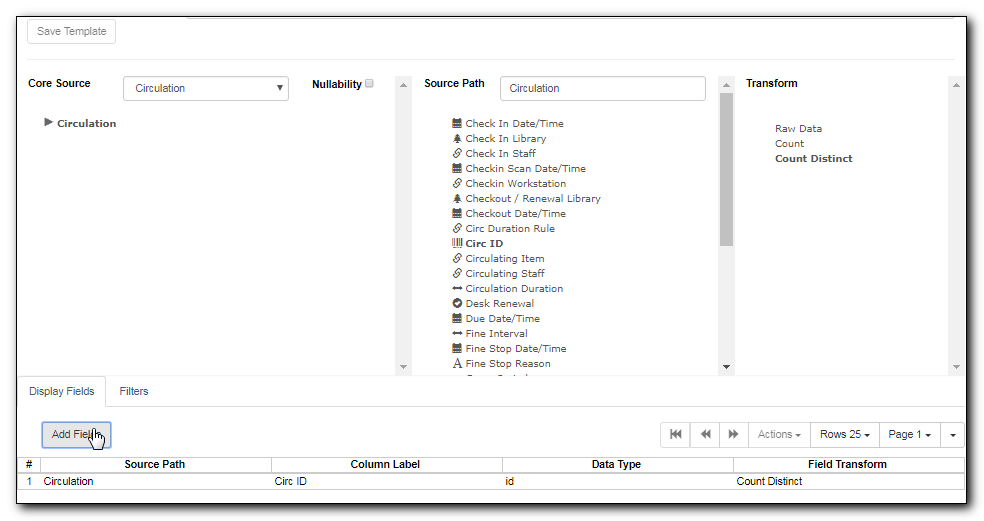 Save Template
Core Source
Circulation
Nullability
Source Path
Circulation
Transform
Circulation
Check In Date/Time
Check In Library
Check In Staff
Checkin Scan Date/Time
Checkin Workstation
Checkout / Renewal Library
Checkout Date/Time
Circ Duration Rule
Circ ID
Circulating Item
Circulating Staff
Circulation Duration
Desk Renewal
Due Date/Time
Fine Interval
Fine Stop Date/Time
Fine Stop Reason
Raw Data
Count
Count Distinct
Display Fields
Filters
Add Fields
Actions
Rows 25
Page 1
# Source Path Column Label Data Type Field Transform
1 Circulation Circ ID id Count Distinct